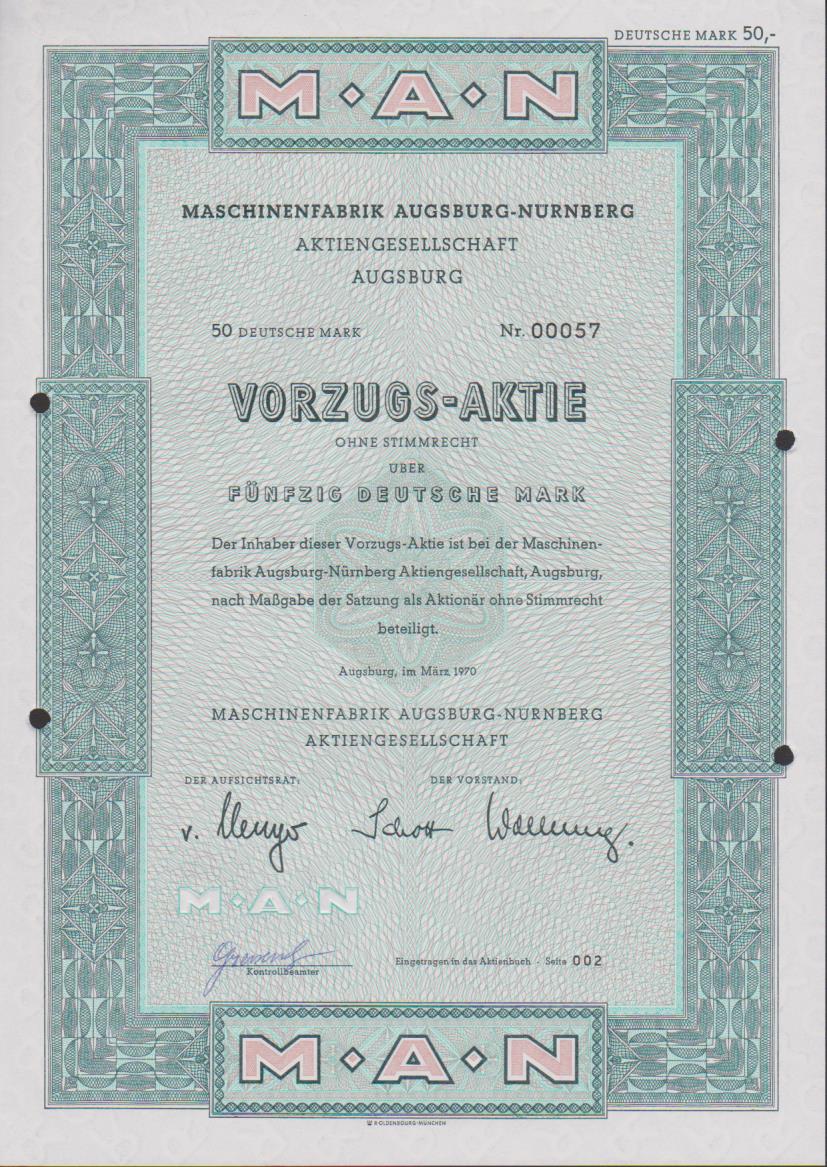 DEUTSCHE MARK 50,-
M·A·N
MASCHINENFABRIK AUGSBURG-NÜRNBERG
AKTIENGESELLSCHAFT
AUGSBURG
50 DEUTSCHE MARK Nr. 00057
VORZUGS-AKTIE
OHNE STIMMRECHT
ÜBER
FÜNFZIG DEUTSCHE MARK
Der Inhaber dieser Vorzugs-Aktie ist bei der Maschinen-
fabrik Augsburg-Nürnberg Aktiengesellschaft, Augsburg,
nach Maßgabe der Satzung als Aktionär ohne Stimmrecht
beteiligt.
Augsburg, im März 1970
MASCHINENFABRIK AUGSBURG-NÜRNBERG
AKTIENGESELLSCHAFT
DER AUFSICHTSRAT: DER VORSTAND:
v. Schott
M·A·N
Kontrollbeamter
Eingetragen in das Aktienbuch - Seite 002
M·A·N
R·OLDENBOURG·MÜNCHEN